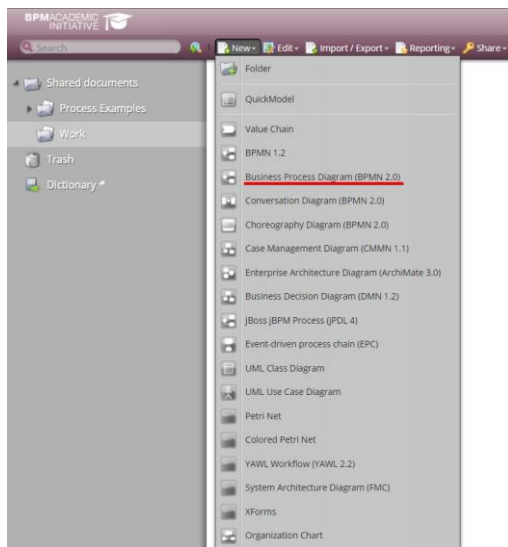 BPMACADEMIC
INITIATIVE
Search
New
Edit
Import / Export
Reporting
Share
Shared documents
Process Examples
Work
Trash
Dictionary
Folder
QuickModel
Value Chain
BPMN 1.2
Business Process Diagram (BPMN 2.0)
Conversation Diagram (BPMN 2.0)
Choreography Diagram (BPMN 2.0)
Case Management Diagram (CMMN 1.1)
Enterprise Architecture Diagram (ArchiMate 3.0)
Business Decision Diagram (DMN 1.2)
JBoss jBPM Process (jPDL 4)
Event-driven process chain (EPC)
UML Class Diagram
UML Use Case Diagram
Petri Net
Colored Petri Net
YAWL Workflow (YAWL 2.2)
System Architecture Diagram (FMC)
XForms
Organization Chart